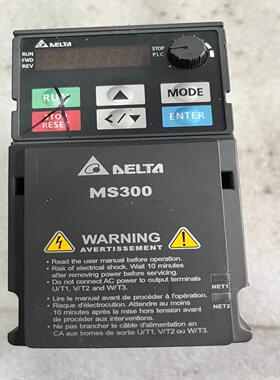 DELTA
RUN
FWD
REV
STOP
PLC
RUN
MODE
STOP
RESET
ENTER
DELTA
MS300
WARNING
AVERTISSEMENT
• Read the user manual before operation.
• Risk of electrical shock. Wait 10 minutes
after removing power before servicing.
• Do not connect AC power to output terminals
U/T1, V/T2 and W/T3.
• Lire le manuel avant de procéder à l'opération.
• Risque d'électrocution. Attendre au moins
10 minutes après la mise hors tension avant
de procéder aux interventions.
• Ne pas brancher le câble d'alimentation en
CA aux bornes de sortie U/T1, V/T2 ou W/T3.
NET1
NET2